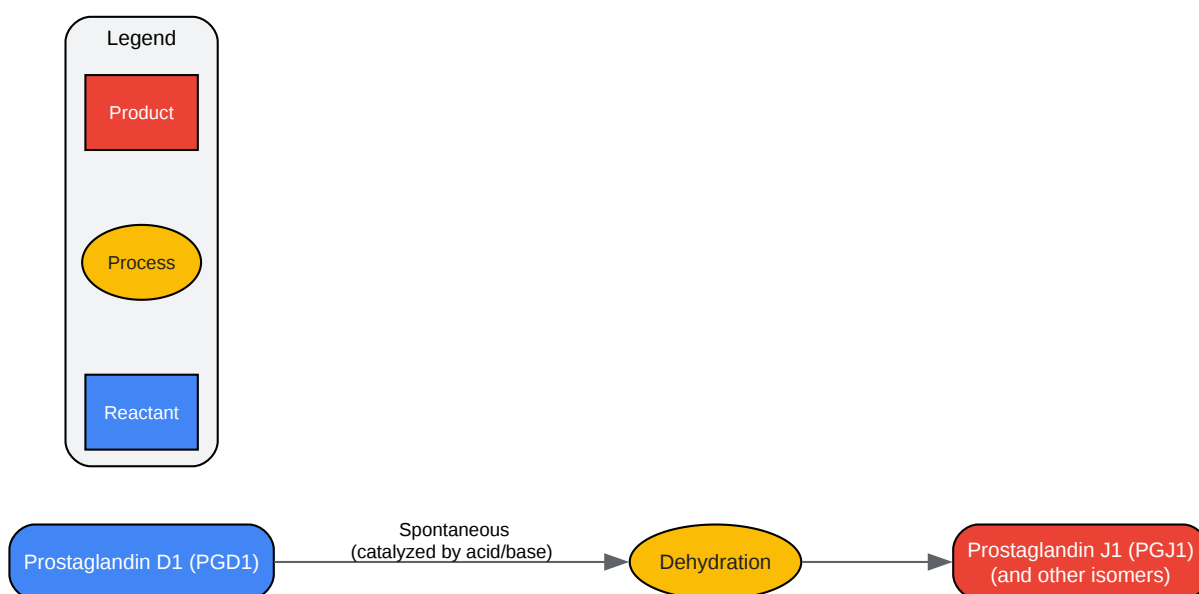 Legend
Product
Process
Reactant
Prostaglandin D1 (PGD1)
Spontaneous
(catalyzed by acid/base)
Dehydration
Prostaglandin J1 (PGJ1)
(and other isomers)